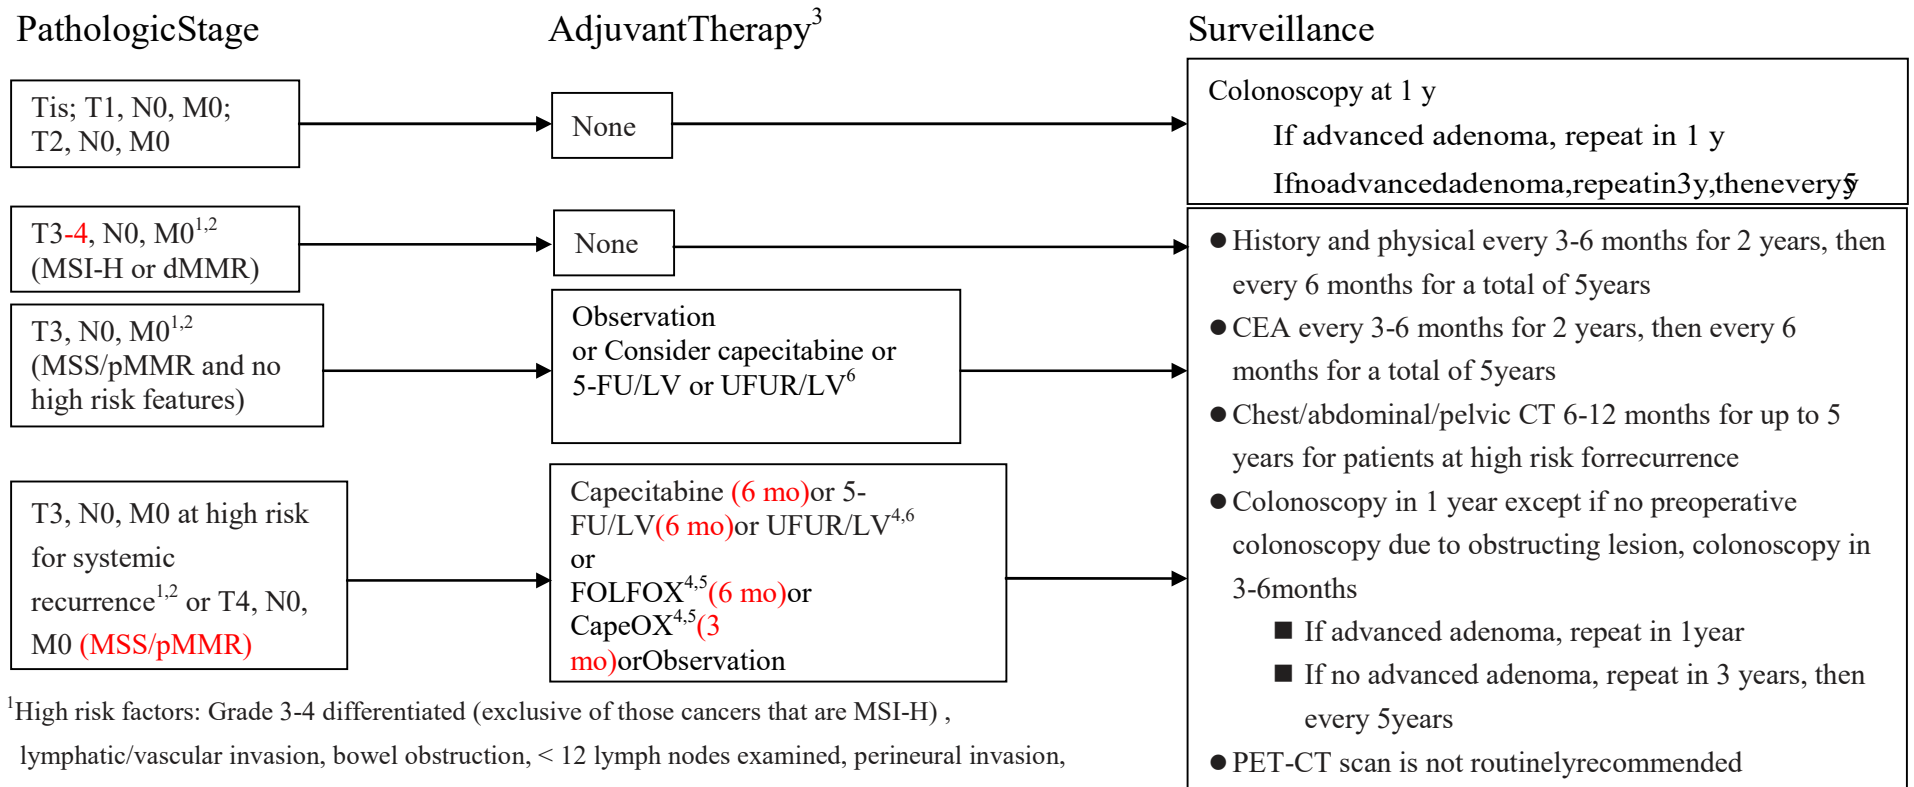 PathologicStage
AdjuvantTherapy3
Surveillance
Tis; T1, N0, M0;
T2, N0, M0
None
Colonoscopy at 1 y
If advanced adenoma, repeat in 1 y
Ifnoadvancedadenoma,repeatin3y,thenevery5y
T3-4, N0, M01,2
(MSI-H or dMMR)
None
T3, N0, M01,2
(MSS/pMMR and no
high risk features)
Observation
or Consider capecitabine or
5-FU/LV or UFUR/LV6
T3, N0, M0 at high risk
for systemic
recurrence1,2 or T4, N0,
M0 (MSS/pMMR)
Capecitabine (6 mo)or 5-
FU/LV(6 mo)or UFUR/LV4,6
or
FOLFOX4,5(6 mo)or
CapeOX4,5(3
mo)orObservation
● History and physical every 3-6 months for 2 years, then
every 6 months for a total of 5years
● CEA every 3-6 months for 2 years, then every 6
months for a total of 5years
● Chest/abdominal/pelvic CT 6-12 months for up to 5
years for patients at high risk forrecurrence
● Colonoscopy in 1 year except if no preoperative
colonoscopy due to obstructing lesion, colonoscopy in
3-6months
■ If advanced adenoma, repeat in 1year
■ If no advanced adenoma, repeat in 3 years, then
every 5years
● PET-CT scan is not routinelyrecommended
1High risk factors: Grade 3-4 differentiated (exclusive of those cancers that are MSI-H) ,
lymphatic/vascular invasion, bowel obstruction, < 12 lymph nodes examined, perineural invasion,